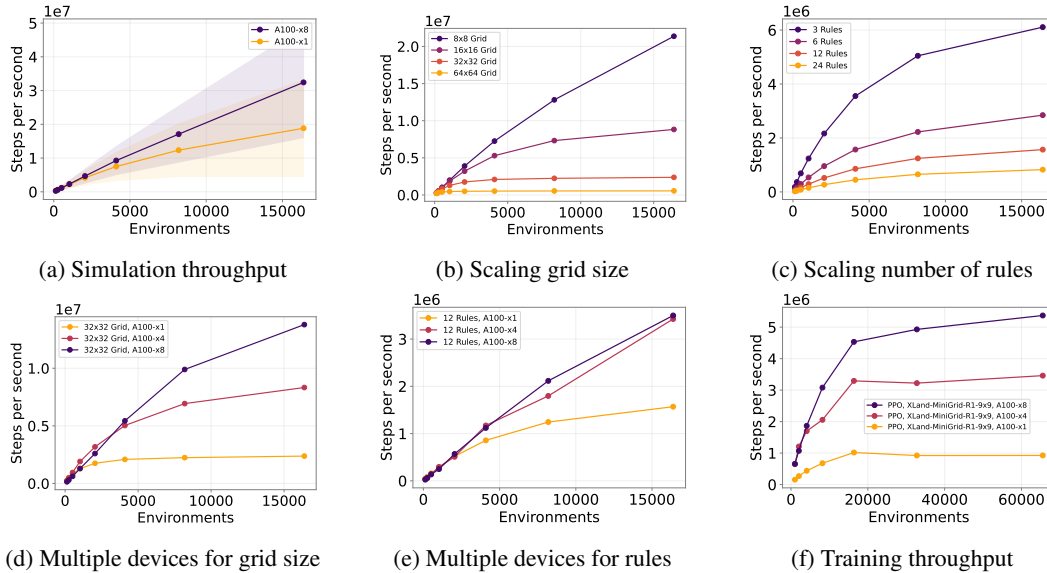 1e7
5
4
3
2
1
0
Steps per second
A100-x8
A100-x1
0 5000 10000 15000
Environments
(a) Simulation throughput
1e7
2.0
1.5
1.0
0.5
0.0
Steps per second
8x8 Grid
16x16 Grid
32x32 Grid
64x64 Grid
0 5000 10000 15000
Environments
(b) Scaling grid size
1e6
6
4
2
0
Steps per second
3 Rules
6 Rules
12 Rules
24 Rules
0 5000 10000 15000
Environments
(c) Scaling number of rules
1e7
1.0
0.5
0.0
Steps per second
32x32 Grid, A100-x1
32x32 Grid, A100-x4
32x32 Grid, A100-x8
0 5000 10000 15000
Environments
(d) Multiple devices for grid size
1e6
3
2
1
0
Steps per second
12 Rules, A100-x1
12 Rules, A100-x4
12 Rules, A100-x8
0 5000 10000 15000
Environments
(e) Multiple devices for rules
1e6
5
4
3
2
1
0
Steps per second
PPO, XLand-MiniGrid-R1-9x9, A100-x8
PPO, XLand-MiniGrid-R1-9x9, A100-x4
PPO, XLand-MiniGrid-R1-9x9, A100-x1
0 20000 40000 60000
Environments
(f) Training throughput